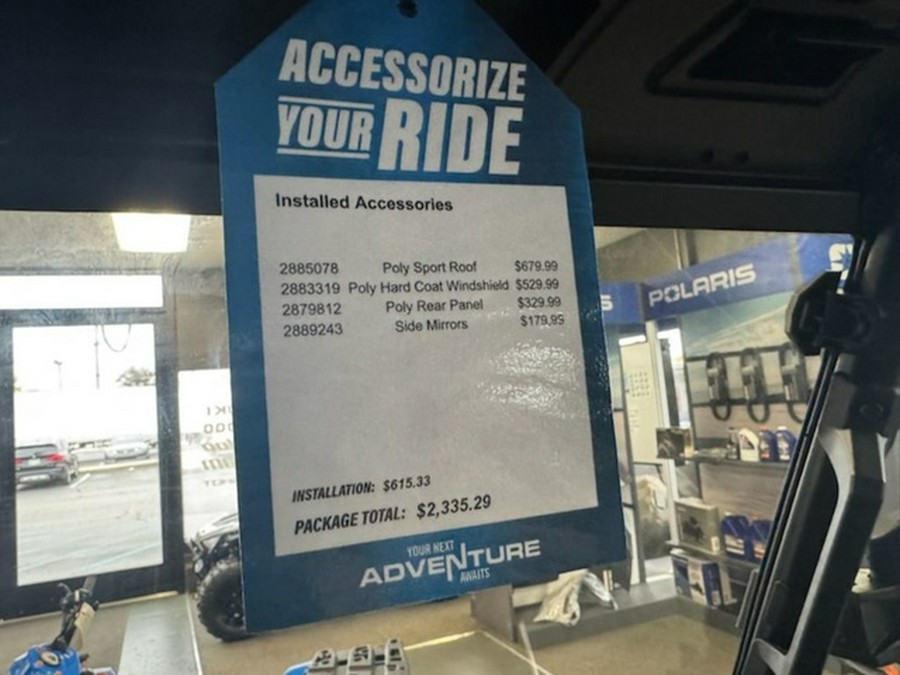 ACCESSORIZE
YOUR RIDE
Installed Accessories
2885078 Poly Sport Roof $679.99
2883319 Poly Hard Coat Windshield $529.99
2879812 Poly Rear Panel $329.99
2889243 Side Mirrors $179.99
INSTALLATION: $615.33
PACKAGE TOTAL: $2,335.29
YOUR NEXT
ADVENTURE
AWAITS
POLARIS